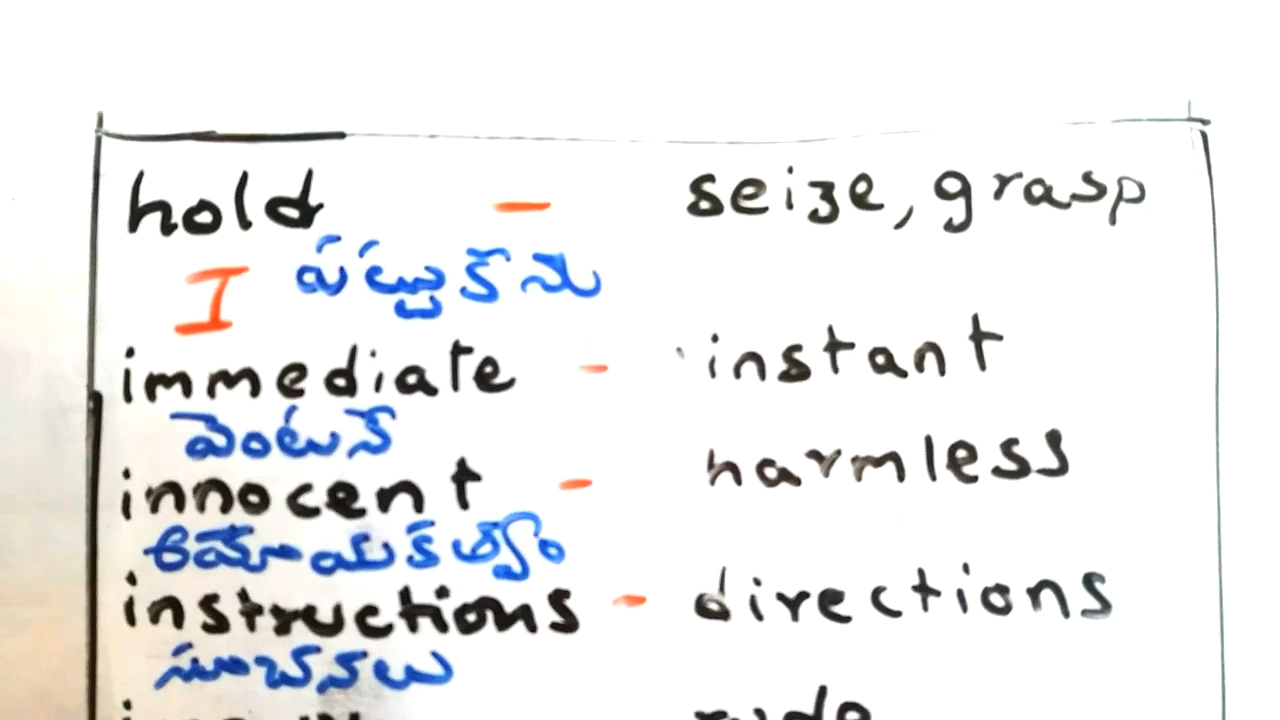 hold - seize, grasp
I పట్టుకొను
immediate - instant
వెంటనే
innocent - harmless
అమాయకత్వం
instructions - directions
సూచనలు